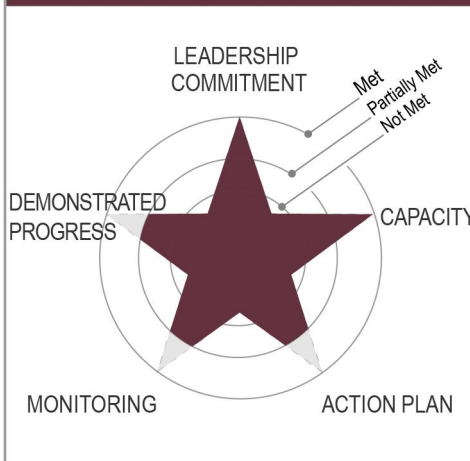 LEADERSHIP
COMMITMENT
Met
Partially Met
Not Met
DEMONSTRATED
PROGRESS
CAPACITY
MONITORING
ACTION PLAN